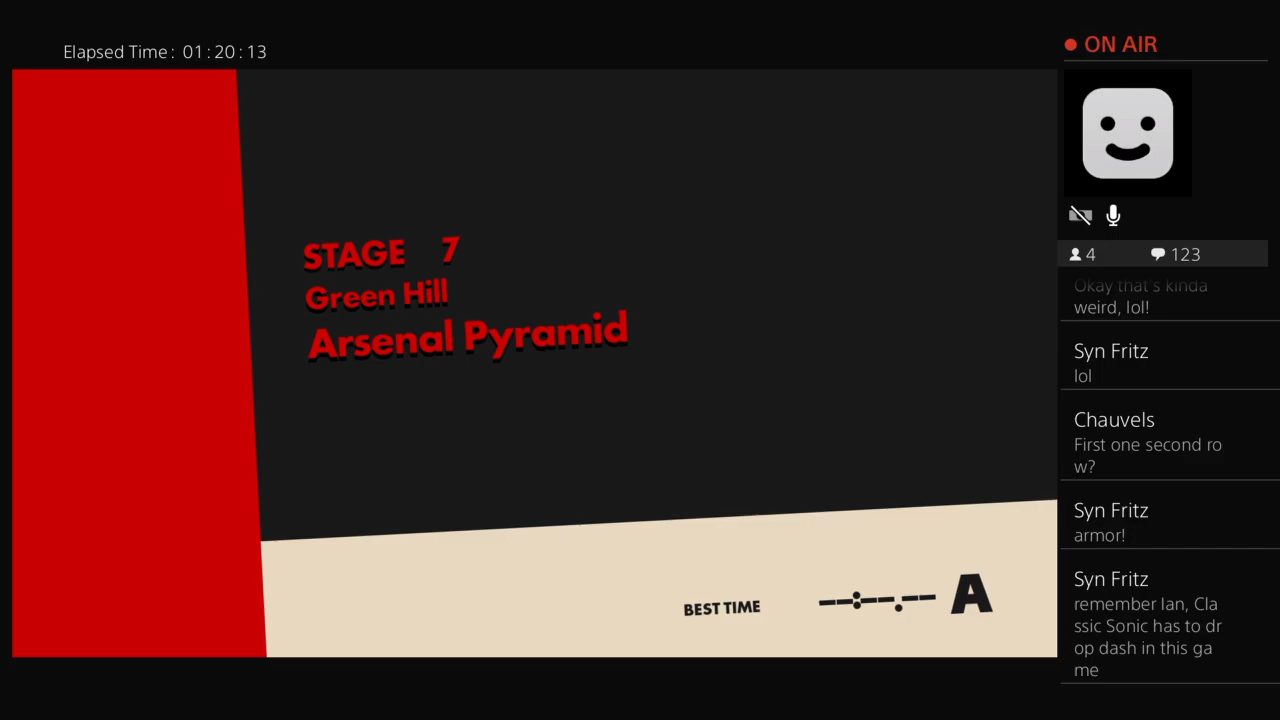 Elapsed Time: 01:20:13
ON AIR
STAGE 7
Green Hill
Arsenal Pyramid
BEST TIME --:--.-- A
4 123
Okay that's kinda
weird, lol!
Syn Fritz
lol
Chauvels
First one second ro
w?
Syn Fritz
armor!
Syn Fritz
remember Ian, Cla
ssic Sonic has to dr
op dash in this ga
me